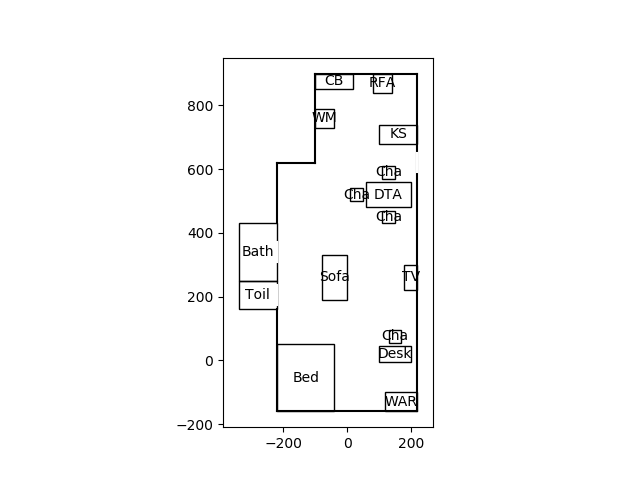 CB
RFA
800
WM
KS
600
Cha
Cha
DTA
Cha
400
Bath
Sofa
TV
Toil
200
Cha
Desk
0
Bed
WAR
−200
−200
0
200